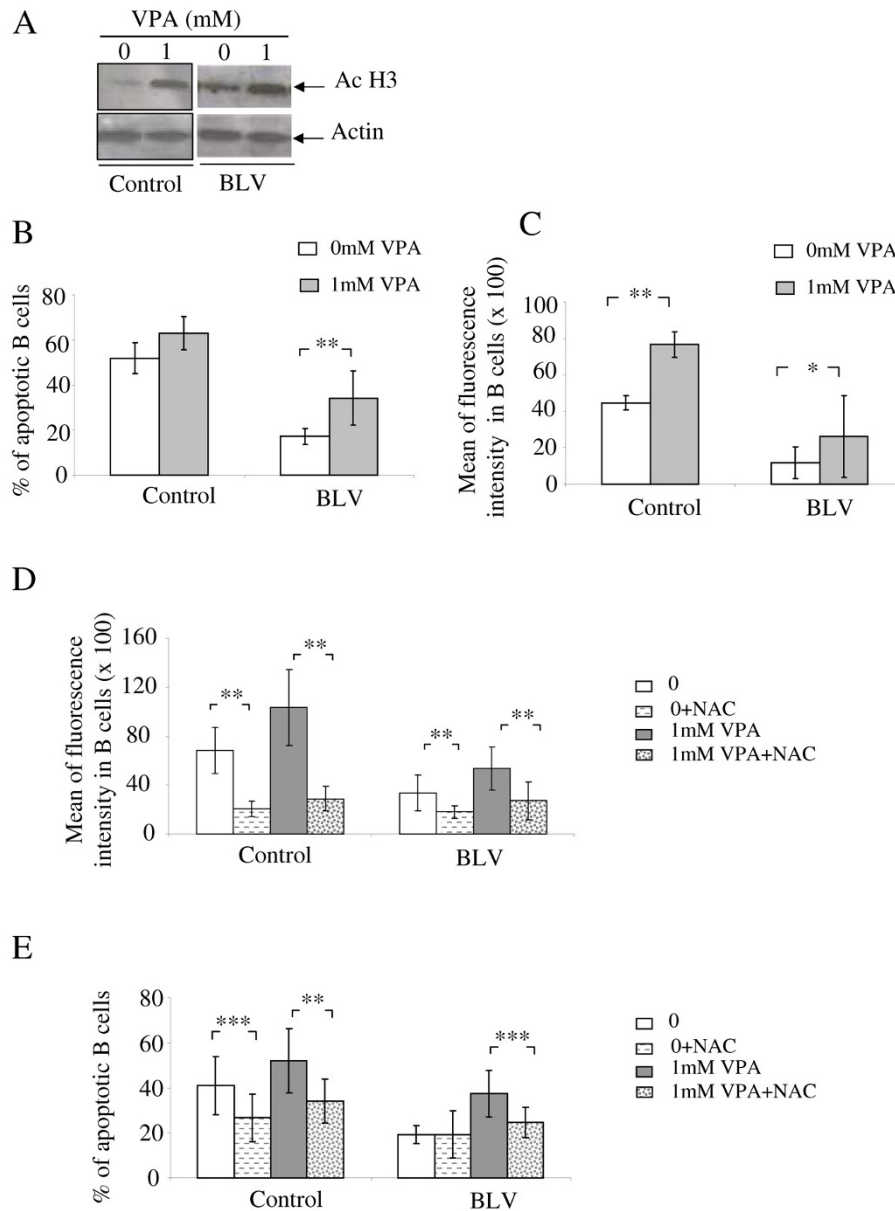 A
VPA (mM)
0 1 0 1
Ac H3
Actin
Control BLV
B
0mM VPA
1mM VPA
% of apoptotic B cells
80
60
40
20
0
**
Control BLV
C
0mM VPA
1mM VPA
Mean of fluorescence
intensity in B cells (x 100)
100
80
60
40
20
0
**
*
Control BLV
D
Mean of fluorescence
intensity in B cells (x 100)
160
120
80
40
0
** ** ** **
Control BLV
0
0+NAC
1mM VPA
1mM VPA+NAC
E
% of apoptotic B cells
80
60
40
20
0
*** ** ***
Control BLV
0
0+NAC
1mM VPA
1mM VPA+NAC